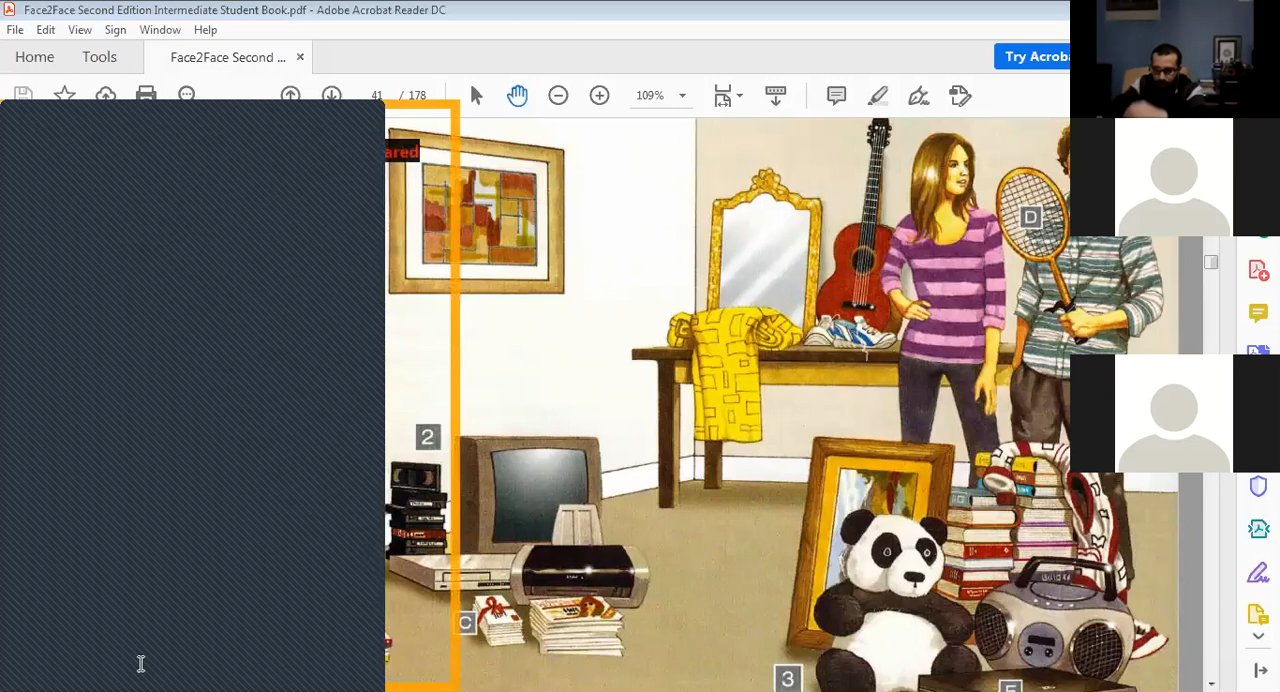 Face2Face Second Edition Intermediate Student Book.pdf - Adobe Acrobat Reader DC
File Edit View Sign Window Help
Home Tools Face2Face Second ... × Try Acroba
41 / 178 109%
ared
D
2
C
3
E